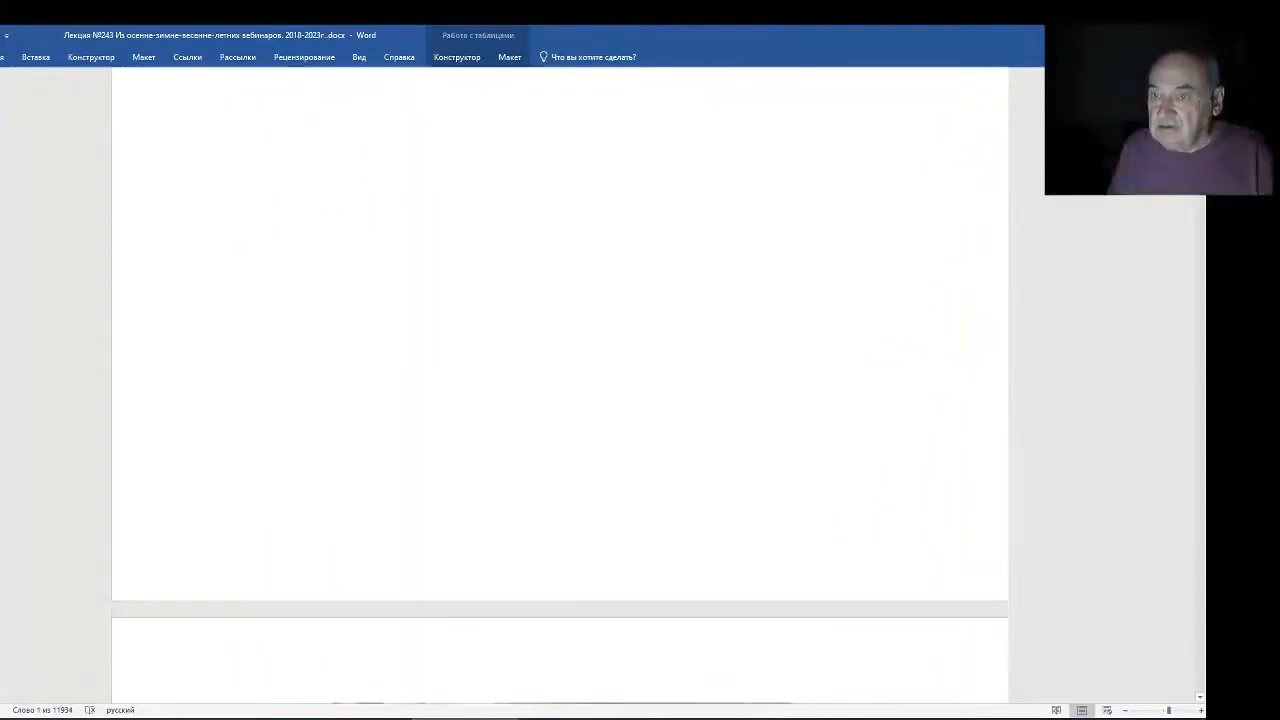 Лекция №243 Из осенне-зимне-весенне-летних вебинаров. 2018-2023г..docx - Word
Работа с таблицами
я Вставка Конструктор Макет Ссылки Рассылки Рецензирование Вид Справка Конструктор Макет Что вы хотите сделать?
Слово 1 из 11934 русский